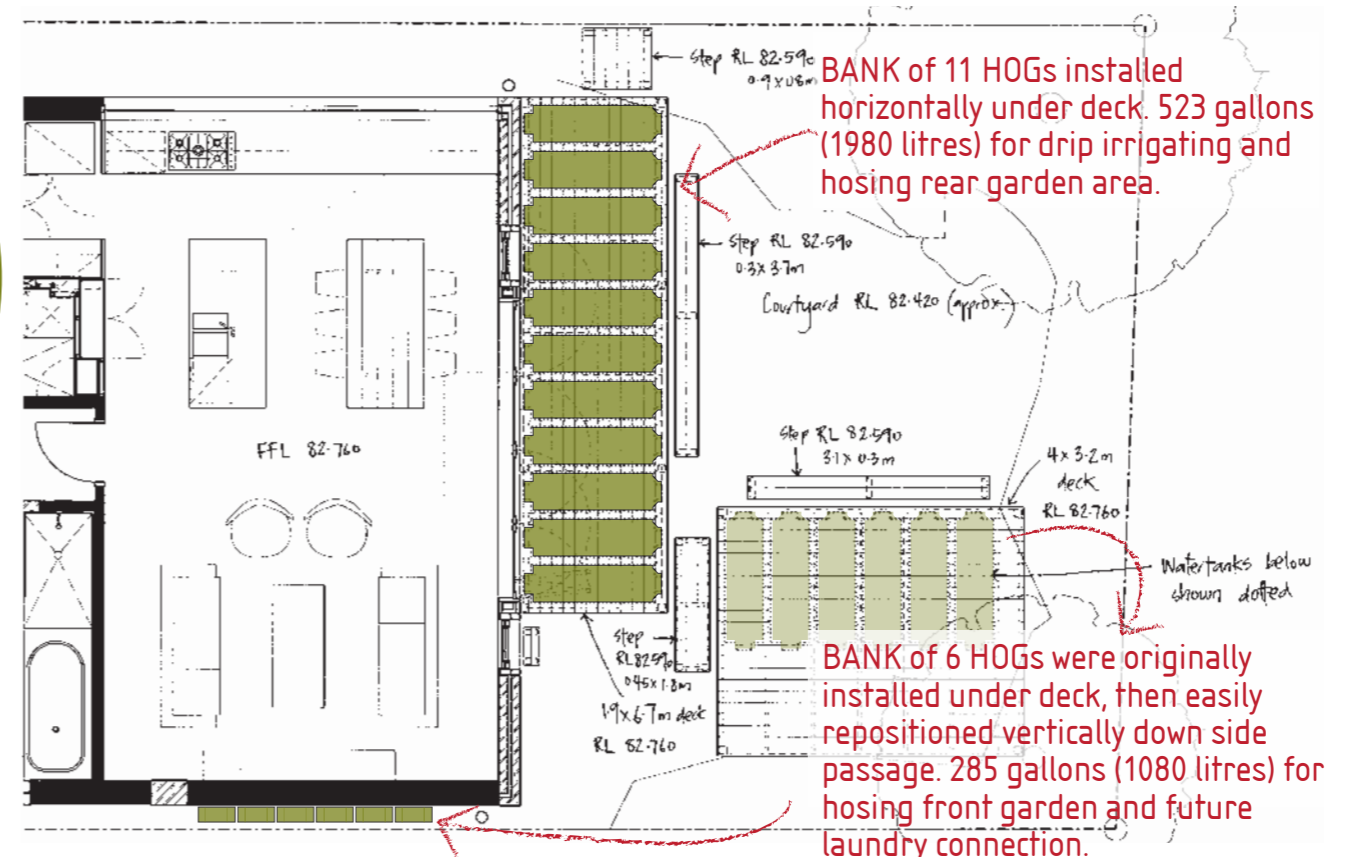 Step RL 82.590
0.9 x 0.8m
BANK of 11 HOGs installed
horizontally under deck. 523 gallons
(1980 litres) for drip irrigating and
hosing rear garden area.
Step RL 82.590
0.3 x 3.7m
Courtyard RL 82.420 (approx.)
FFL 82.760
Step RL 82.590
3.1 x 0.3m
4 x 3.2m
deck
RL 82.760
Watertanks below
shown dotted
Step
RL 82.590
0.45 x 1.8m
1.9 x 6.7m deck
RL 82.760
BANK of 6 HOGs were originally
installed under deck, then easily
repositioned vertically down side
passage. 285 gallons (1080 litres) for
hosing front garden and future
laundry connection.